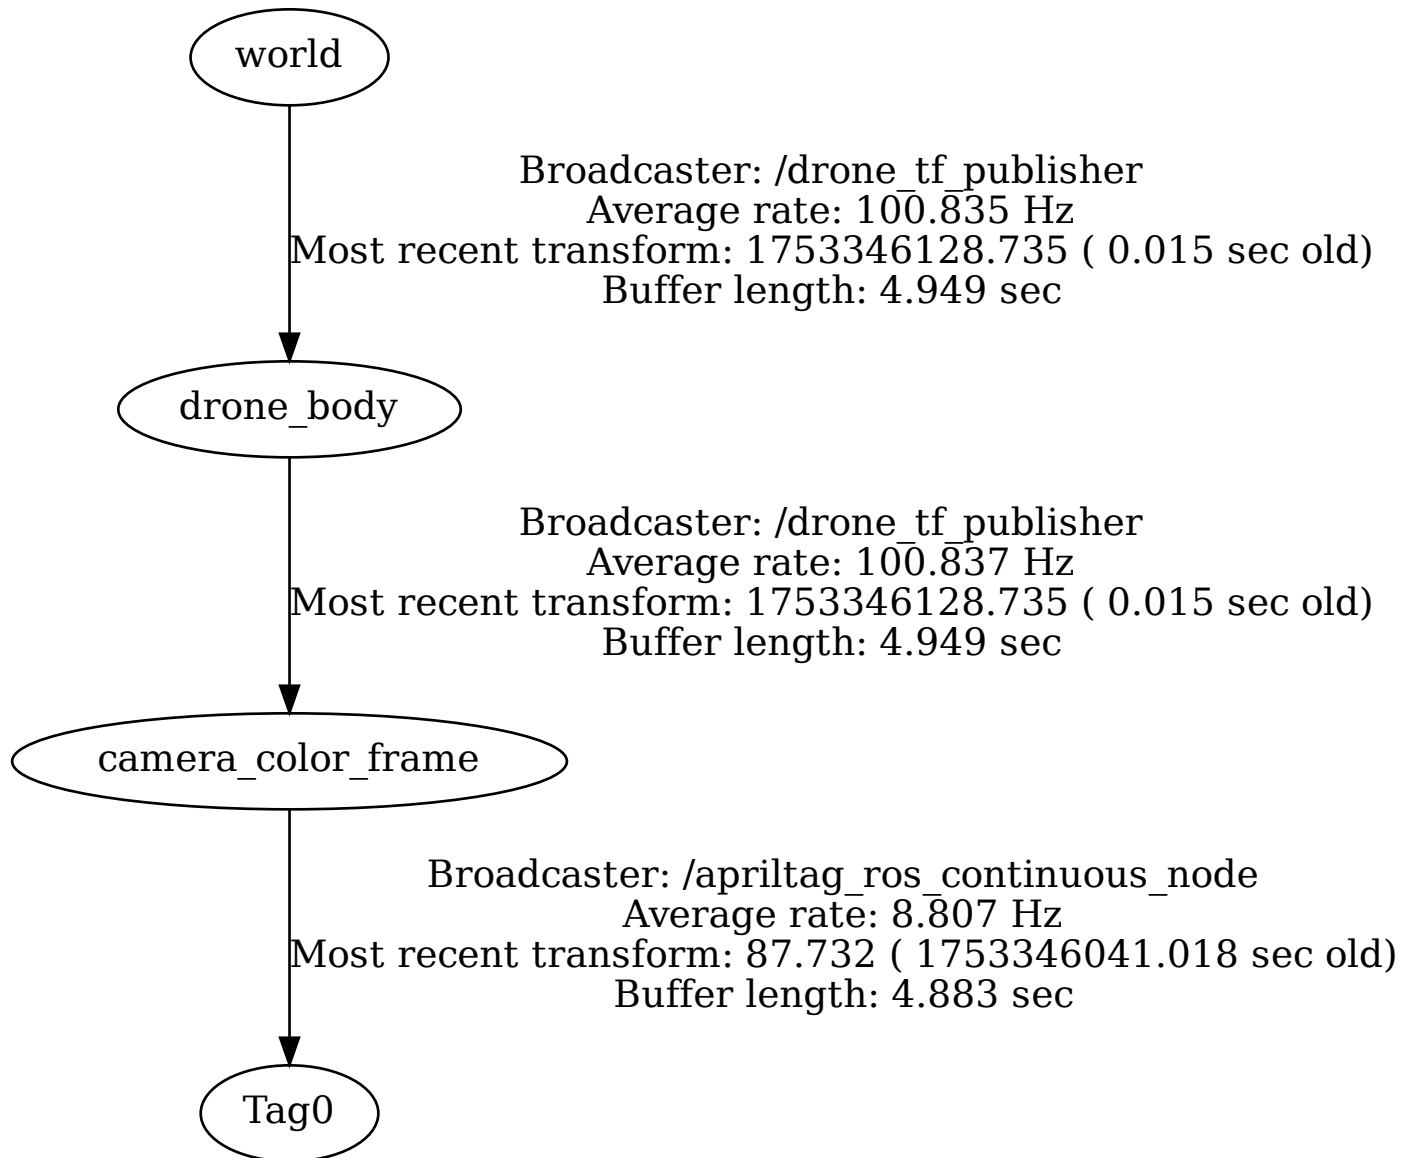 world
Broadcaster: /drone_tf_publisher
Average rate: 100.835 Hz
Most recent transform: 1753346128.735 ( 0.015 sec old)
Buffer length: 4.949 sec
drone_body
Broadcaster: /drone_tf_publisher
Average rate: 100.837 Hz
Most recent transform: 1753346128.735 ( 0.015 sec old)
Buffer length: 4.949 sec
camera_color_frame
Broadcaster: /apriltag_ros_continuous_node
Average rate: 8.807 Hz
Most recent transform: 87.732 ( 1753346041.018 sec old)
Buffer length: 4.883 sec
Tag0